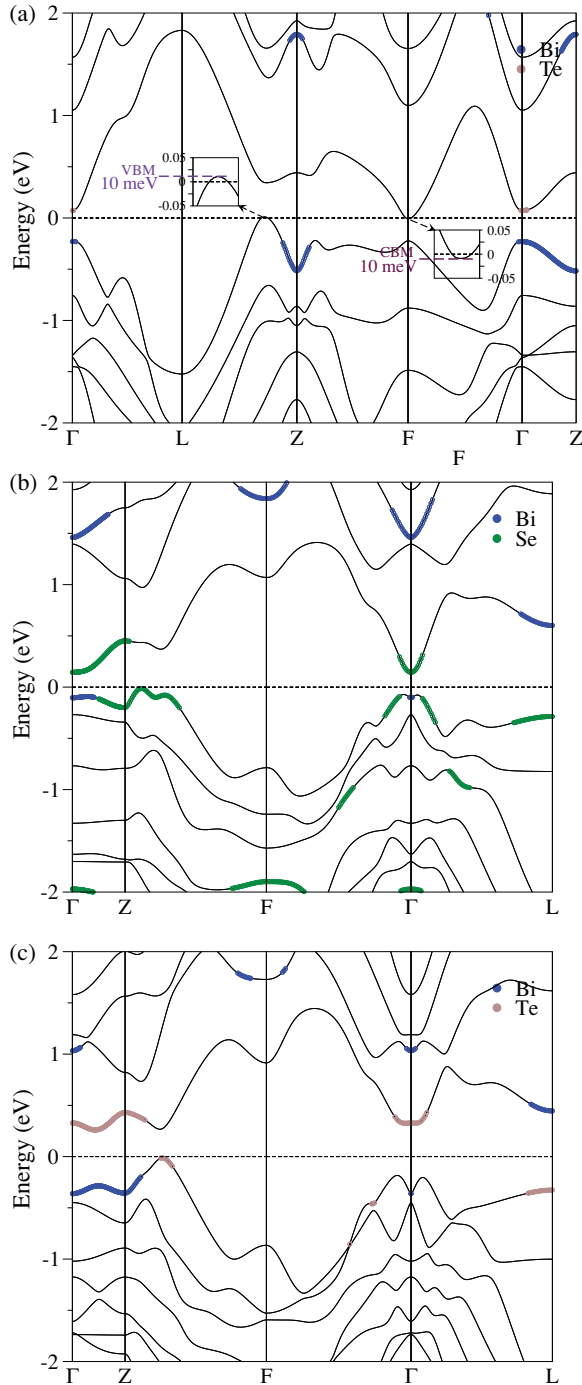 (a)
2
Bi
Te
1
0.05
VBM
10 meV
0
-0.05
Energy (eV)
0
0.05
CBM
0
10 meV
-0.05
-1
-2
Γ L Z F Γ Z
F
(b)
2
Bi
Se
1
Energy (eV)
0
-1
-2
Γ Z F Γ L
(c)
2
Bi
Te
1
Energy (eV)
0
-1
-2
Γ Z F Γ L